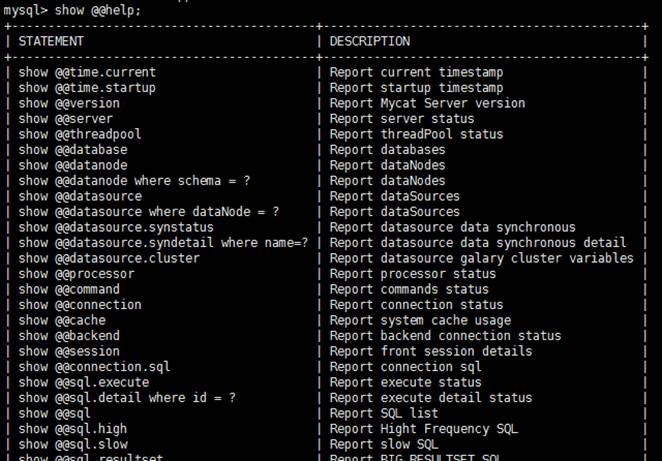 mysql> show @@help;
+---------------------------------------+-----------------------------------------+
| STATEMENT | DESCRIPTION |
+---------------------------------------+-----------------------------------------+
| show @@time.current | Report current timestamp |
| show @@time.startup | Report startup timestamp |
| show @@version | Report Mycat Server version |
| show @@server | Report server status |
| show @@threadpool | Report threadPool status |
| show @@database | Report databases |
| show @@datanode | Report dataNodes |
| show @@datanode where schema = ? | Report dataNodes |
| show @@datasource | Report dataSources |
| show @@datasource where dataNode = ? | Report dataSources |
| show @@datasource.synstatus | Report datasource data synchronous |
| show @@datasource.syndetail where name=? | Report datasource data synchronous detail |
| show @@datasource.cluster | Report datasource galary cluster variables |
| show @@processor | Report processor status |
| show @@command | Report commands status |
| show @@connection | Report connection status |
| show @@cache | Report system cache usage |
| show @@backend | Report backend connection status |
| show @@session | Report front session details |
| show @@connection.sql | Report connection sql |
| show @@sql.execute | Report execute status |
| show @@sql.detail where id = ? | Report execute detail status |
| show @@sql | Report SQL list |
| show @@sql.high | Report Hight Frequency SQL |
| show @@sql.slow | Report slow SQL |
| show @@sql.resultset | Report BIG RESULTSET SQL |